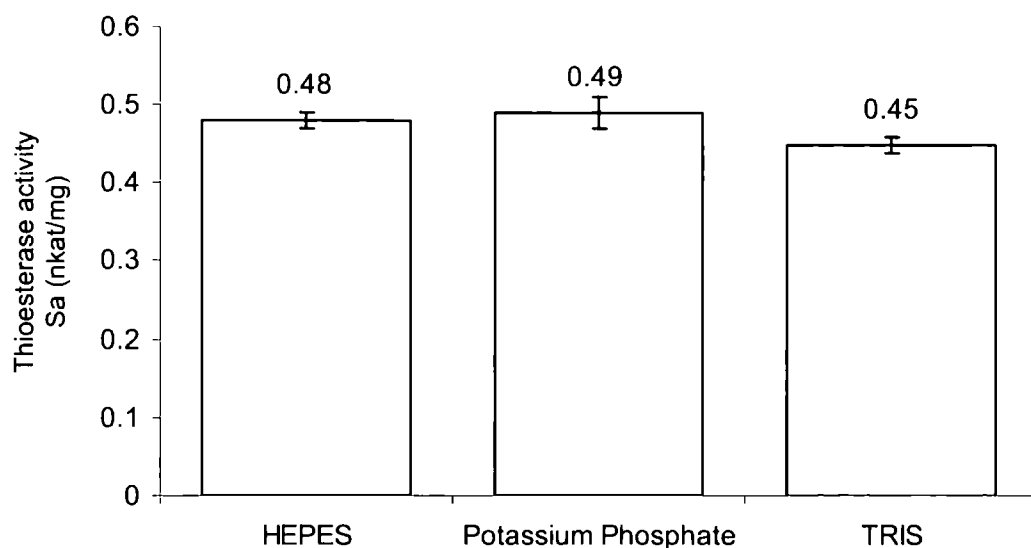 Thioesterase activity
Sa (nkat/mg)
0.6
0.5
0.4
0.3
0.2
0.1
0
0.48
0.49
0.45
HEPES
Potassium Phosphate
TRIS